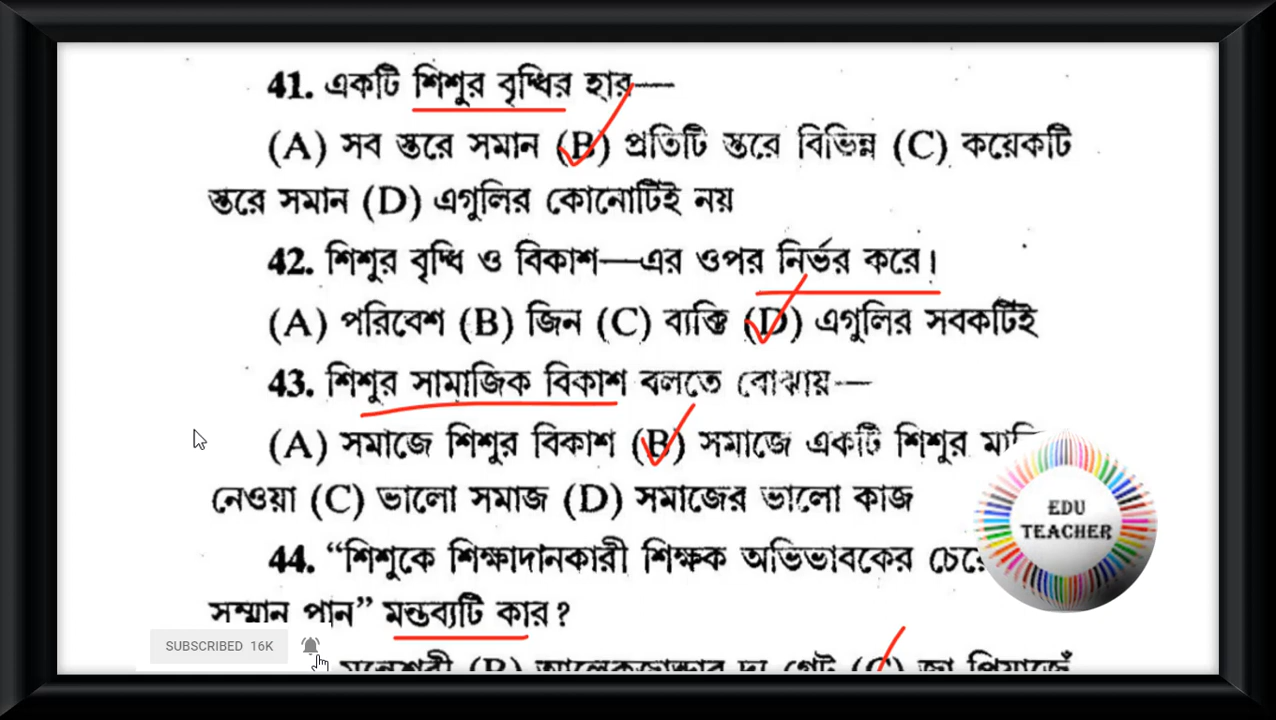 41. একটি শিশুর বৃদ্ধির হার—
(A) সব স্তরে সমান (B) প্রতিটি স্তরে বিভিন্ন (C) কয়েকটি
স্তরে সমান (D) এগুলির কোনোটিই নয়
42. শিশুর বৃদ্ধি ও বিকাশ—এর ওপর নির্ভর করে।
(A) পরিবেশ (B) জিন (C) ব্যক্তি (D) এগুলির সবকটিই
43. শিশুর সামাজিক বিকাশ বলতে বোঝায়—
(A) সমাজে শিশুর বিকাশ (B) সমাজে একটি শিশুর
নেওয়া (C) ভালো সমাজ (D) সমাজের ভালো কাজ
44. “শিশুকে শিক্ষাদানকারী শিক্ষক অভিভাবকের
সম্মান পান” মন্তব্যটি কার?
(C) জাঁ
EDU
TEACHER
SUBSCRIBED 16K